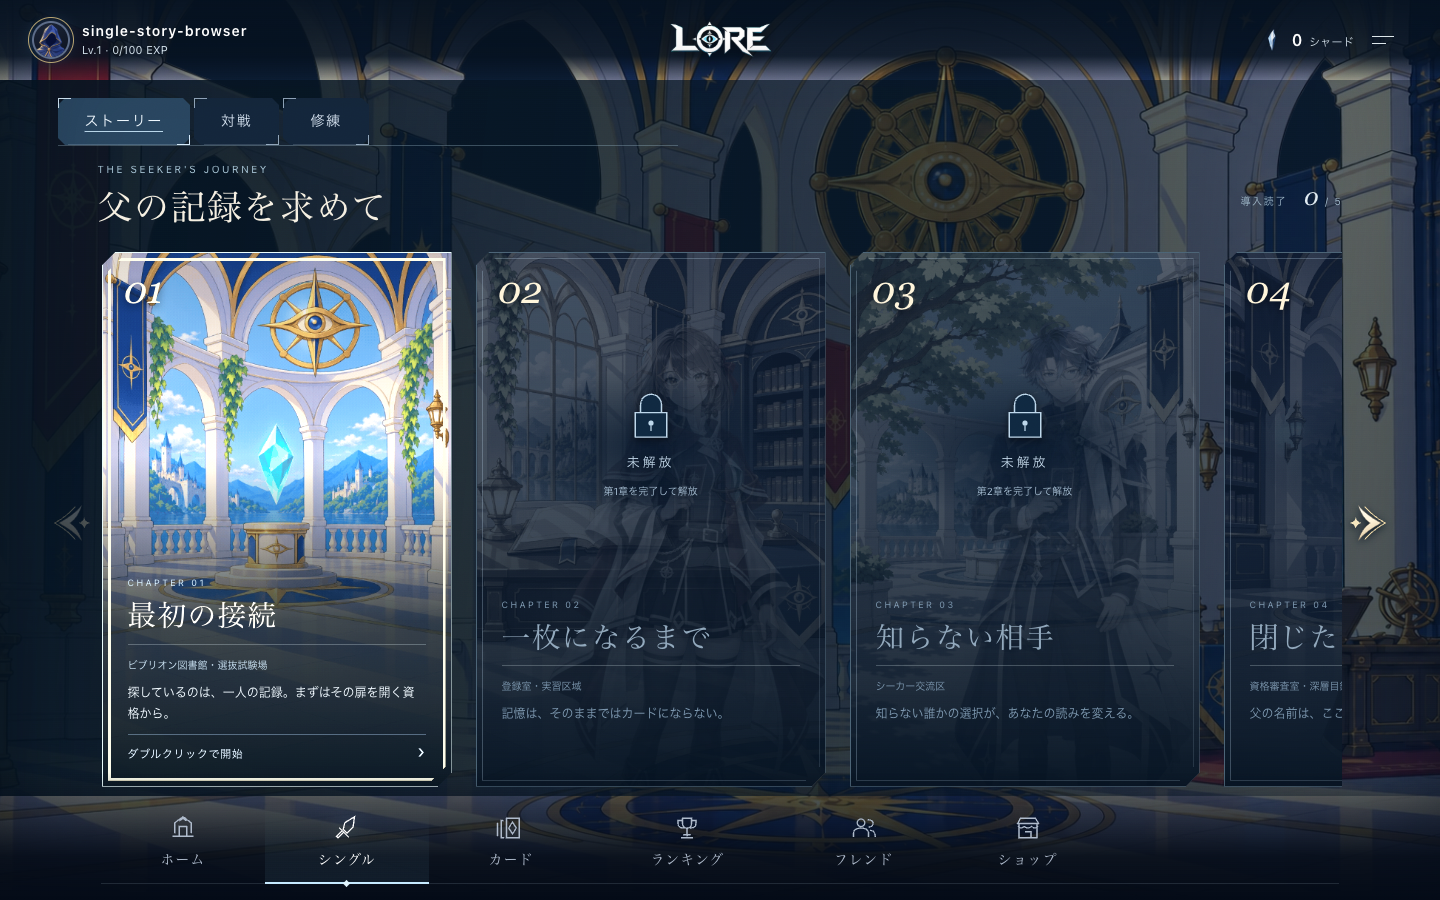 single-story-browser
Lv.1 · 0/100 EXP
LORE
0 シャード
ストーリー
対戦
修練
THE SEEKER'S JOURNEY
父の記録を求めて
導入読了 0 / 5
01
CHAPTER 01
最初の接続
ビブリオン図書館・選抜試験場
探しているのは、一人の記録。まずはその扉を開く資
格から。
ダブルクリックで開始
02
未解放
第1章を完了して解放
CHAPTER 02
一枚になるまで
登録室・実習区域
記憶は、そのままではカードにならない。
03
未解放
第2章を完了して解放
CHAPTER 03
知らない相手
シーカー交流区
知らない誰かの選択が、あなたの読みを変える。
04
CHAPTER 04
閉じた
資格審査室・深層目
父の名前は、ここ
ホーム
シングル
カード
ランキング
フレンド
ショップ